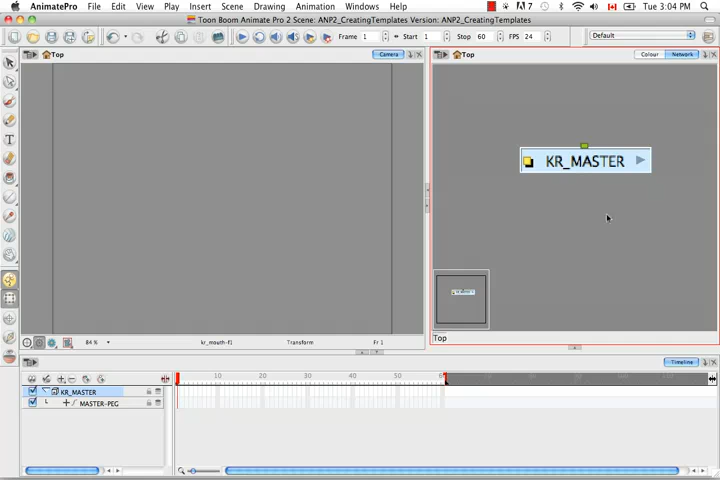 AnimatePro File Edit View Play Insert Scene Drawing Animation Windows Help 7 Tue 3:04 PM
Toon Boom Animate Pro 2 Scene: ANP2_CreatingTemplates Version: ANP2_CreatingTemplates
Frame 1 Start 1 Stop 60 FPS 24 Default
Top Camera
Top Colour Network
KR_MASTER
Top
84 % kr_mouth-f1 Transform Fr 1
Timeline
10 20 30 40 50
KR_MASTER
MASTER-PEG